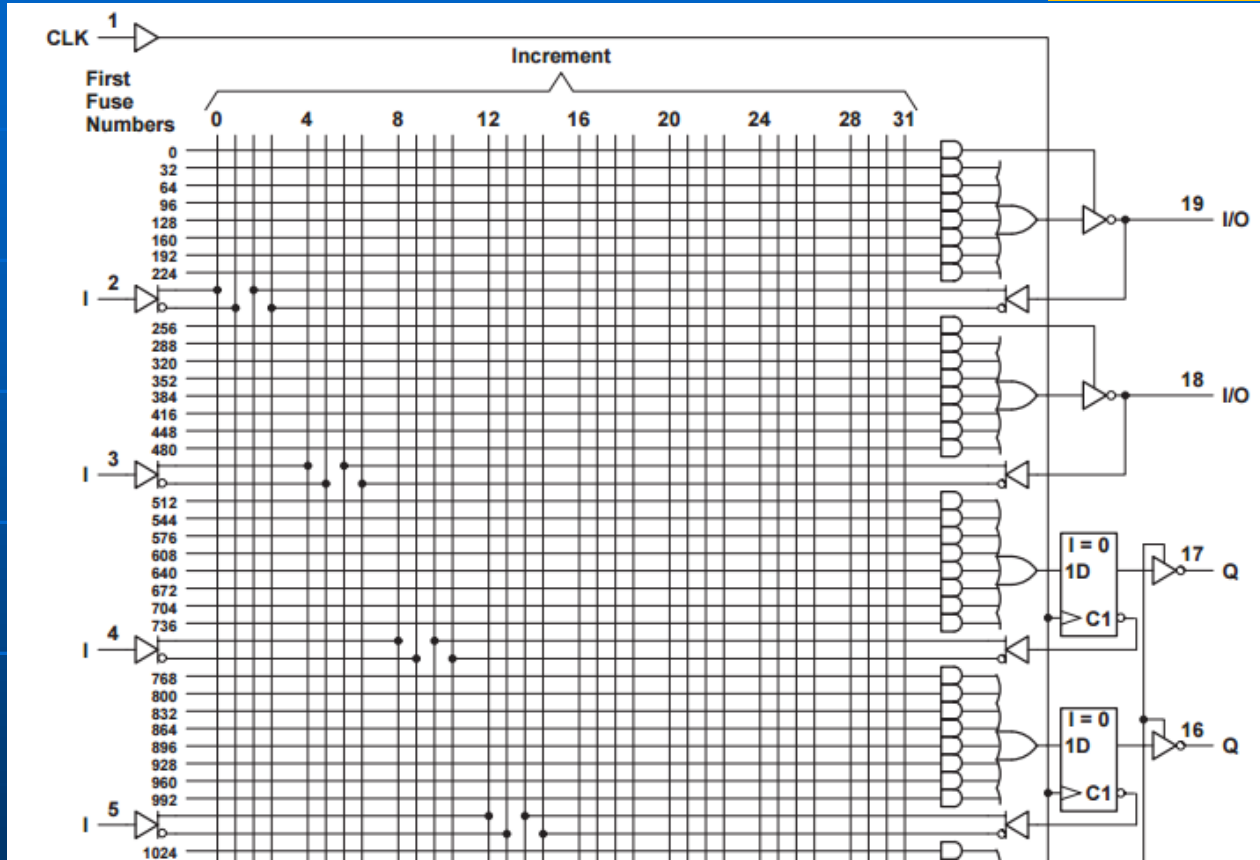 1
CLK
Increment
First
Fuse
Numbers
0 4 8 12 16 20 24 28 31
0
32
64
96
128
160
192
224
19
I/O
2
I
256
288
320
352
384
416
448
480
18
I/O
3
I
512
544
576
608
640
672
704
736
I = 0
1D
C1
17
Q
4
I
768
800
832
864
896
928
960
992
I = 0
1D
C1
16
Q
5
I
1024